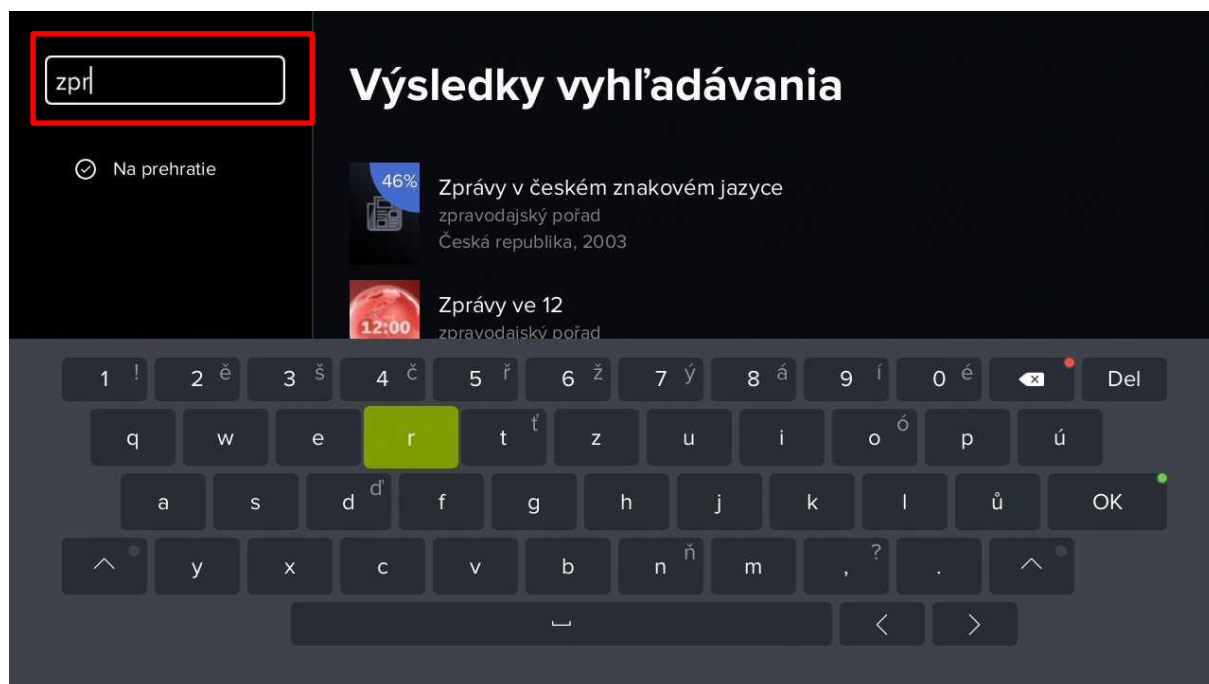 zpr
Výsledky vyhľadávania
Na prehratie
46%
Zprávy v českém znakovém jazyce
zpravodajský pořad
Česká republika, 2003
12:00
Zprávy ve 12
zpravodajský pořad
1 ! 2 ě 3 š 4 č 5 ř 6 ž 7 ý 8 á 9 í 0 é Del
q w e r t ť z u i o ó p ú
a s d ď f g h j k l ů OK
y x c v b n ň m , ? .